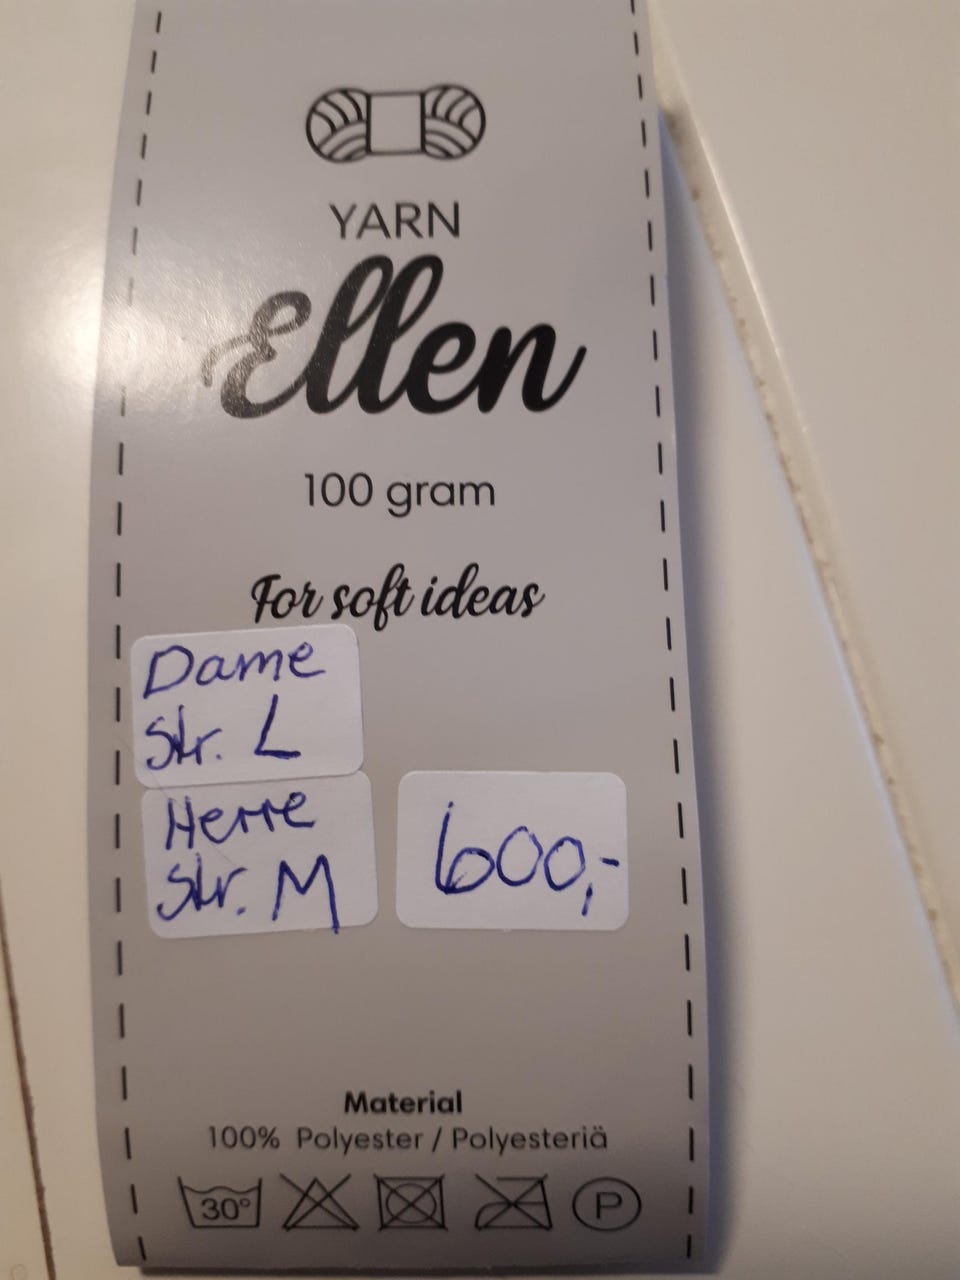 YARN
Ellen
100 gram
For soft ideas
Dame
str. L
Herre
str. M
600,-
Material
100% Polyester / Polyesteriä
30°
P